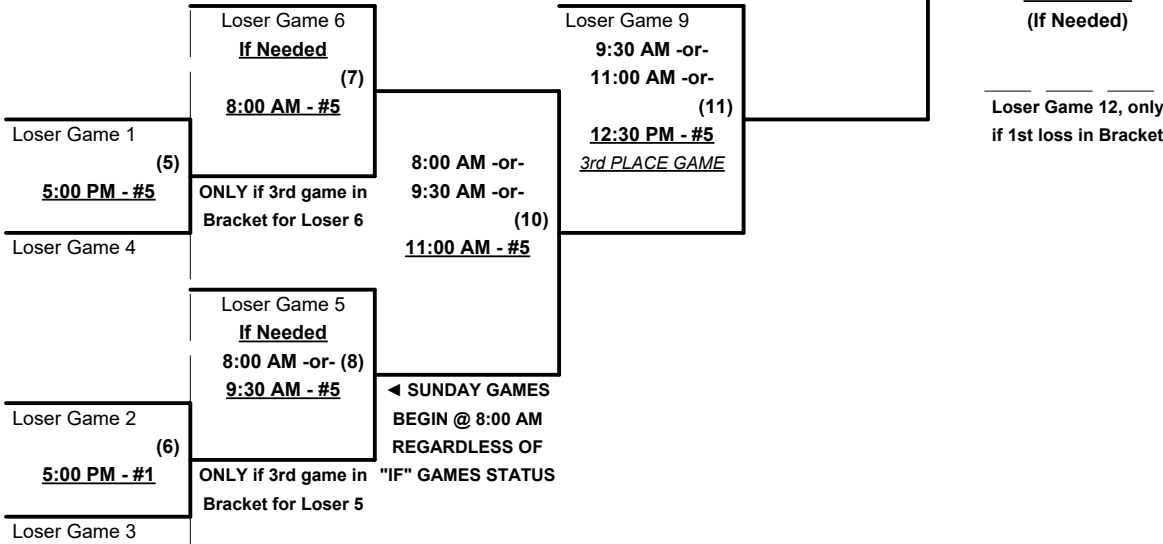 Loser Game 6
If Needed
(7)
8:00 AM - #5
Loser Game 1
(5)
5:00 PM - #5
ONLY if 3rd game in
Bracket for Loser 6
Loser Game 4
Loser Game 5
If Needed
8:00 AM -or- (8)
9:30 AM - #5
Loser Game 2
(6)
5:00 PM - #1
ONLY if 3rd game in
Bracket for Loser 5
Loser Game 3
8:00 AM -or-
9:30 AM -or-
(10)
11:00 AM - #5
◄ SUNDAY GAMES
BEGIN @ 8:00 AM
REGARDLESS OF
"IF" GAMES STATUS
Loser Game 9
9:30 AM -or-
11:00 AM -or-
(11)
12:30 PM - #5
3rd PLACE GAME
(If Needed)
Loser Game 12, only
if 1st loss in Bracket